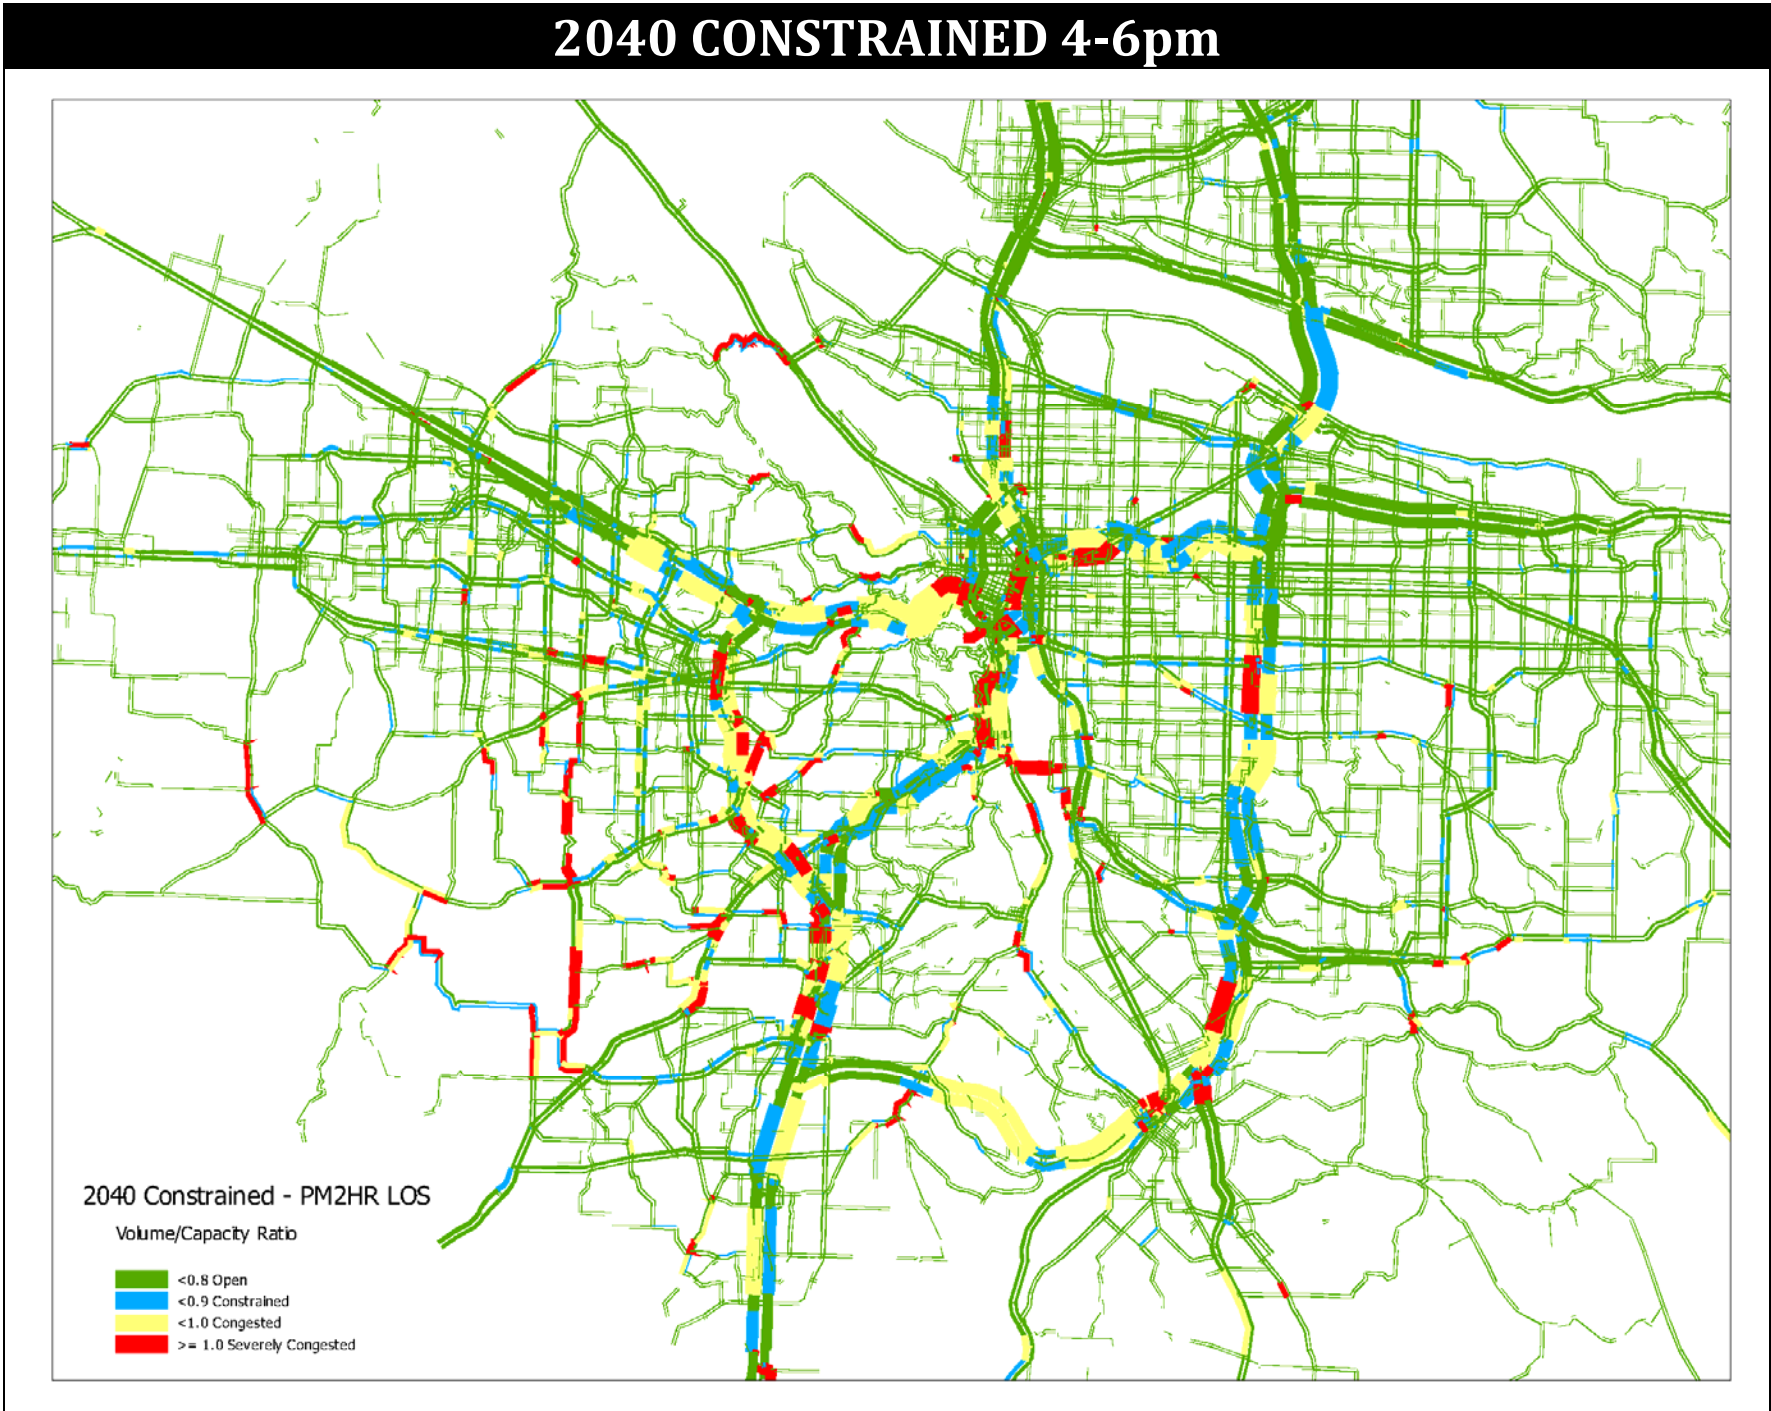 2040 CONSTRAINED 4-6pm
2040 Constrained - PM2HR LOS
Volume/Capacity Ratio
<0.8 Open
<0.9 Constrained
<1.0 Congested
>= 1.0 Severely Congested